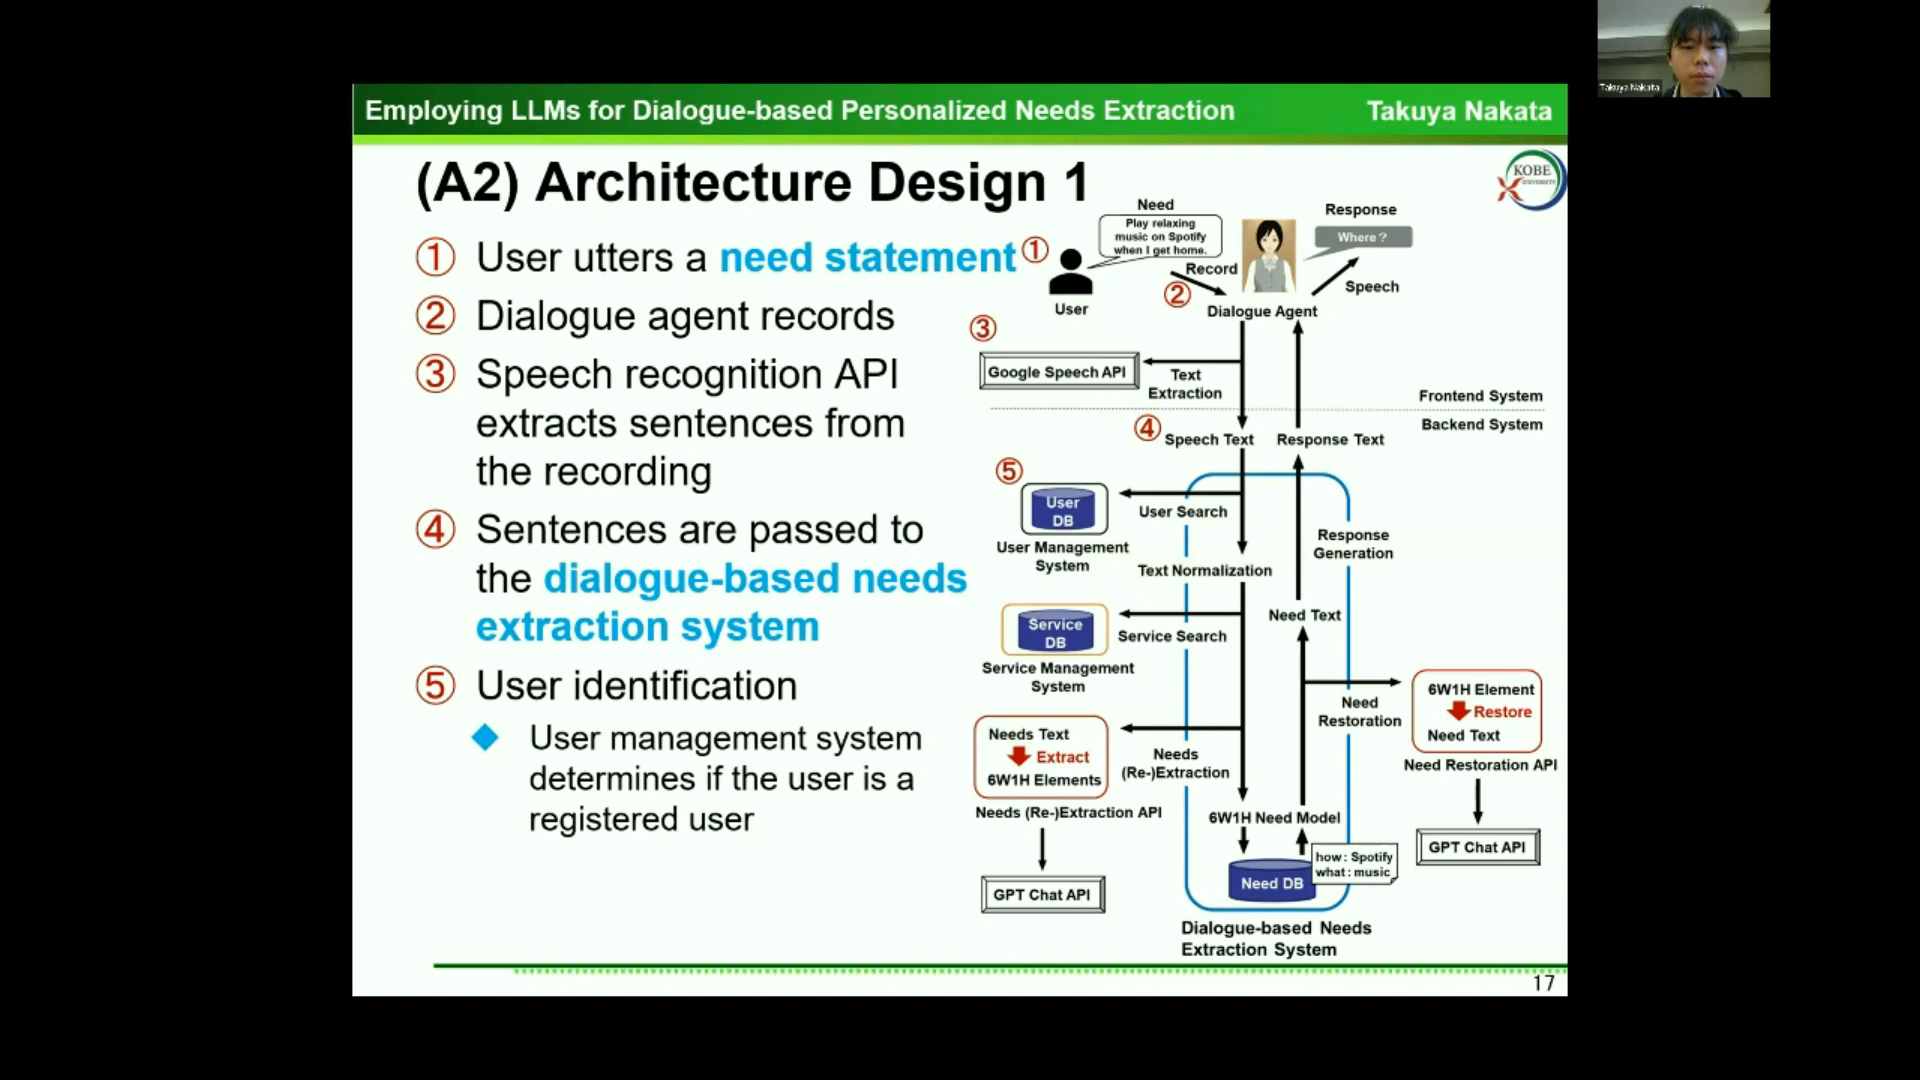 Takuya Nakata
Employing LLMs for Dialogue-based Personalized Needs Extraction
Takuya Nakata
(A2) Architecture Design 1
KOBE
UNIVERSITY
① User utters a need statement
② Dialogue agent records
③ Speech recognition API
extracts sentences from
the recording
④ Sentences are passed to
the dialogue-based needs
extraction system
⑤ User identification
User management system
determines if the user is a
registered user
Need
Play relaxing
music on Spotify
when I get home.
①
User
Record
②
Dialogue Agent
Response
Where ?
Speech
③
Google Speech API
Text
Extraction
Frontend System
Backend System
④
Speech Text
Response Text
⑤
User
DB
User Search
User Management
System
Text Normalization
Response
Generation
Service
DB
Service Search
Service Management
System
Need Text
Needs Text
Extract
6W1H Elements
Needs
(Re-)Extraction
Needs (Re-)Extraction API
GPT Chat API
Need
Restoration
6W1H Element
Restore
Need Text
Need Restoration API
GPT Chat API
6W1H Need Model
how : Spotify
what : music
Need DB
Dialogue-based Needs
Extraction System
17